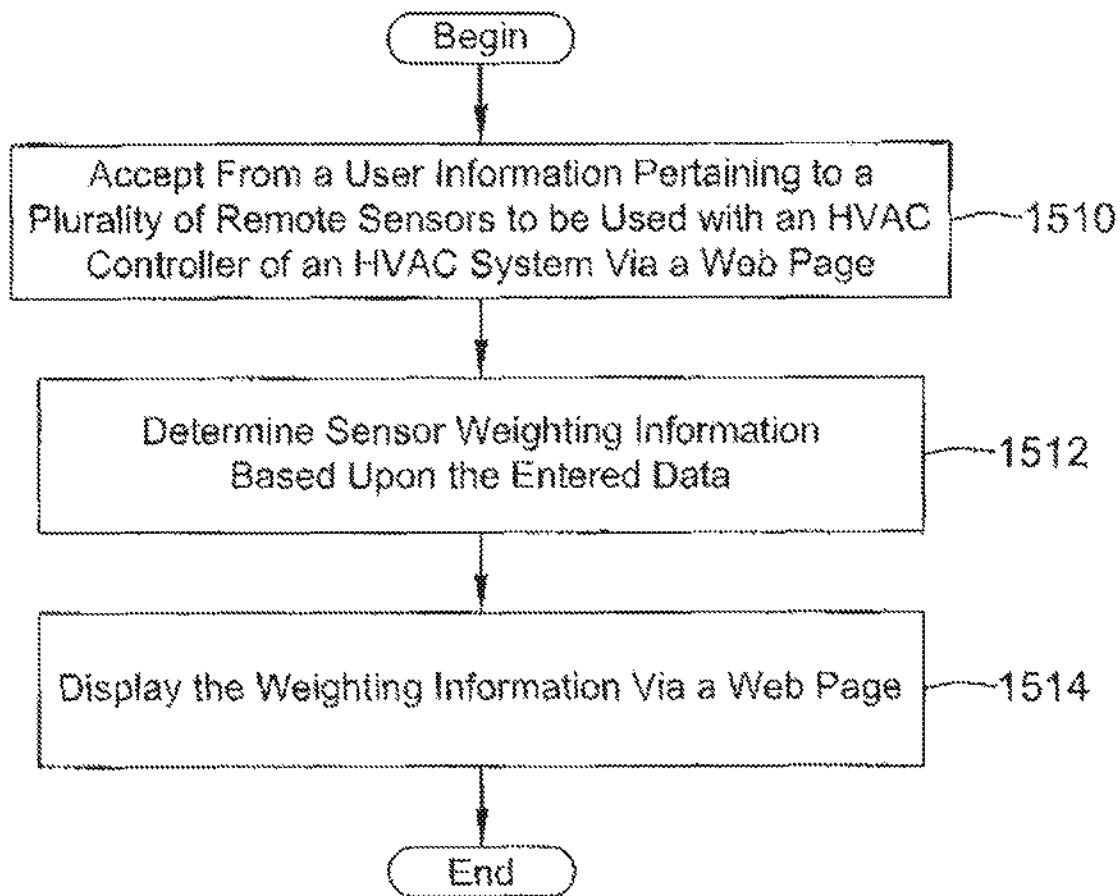 Begin
Accept From a User Information Pertaining to a
Plurality of Remote Sensors to be Used with an HVAC
Controller of an HVAC System Via a Web Page
1510
Determine Sensor Weighting Information
Based Upon the Entered Data
1512
Display the Weighting Information Via a Web Page
1514
End